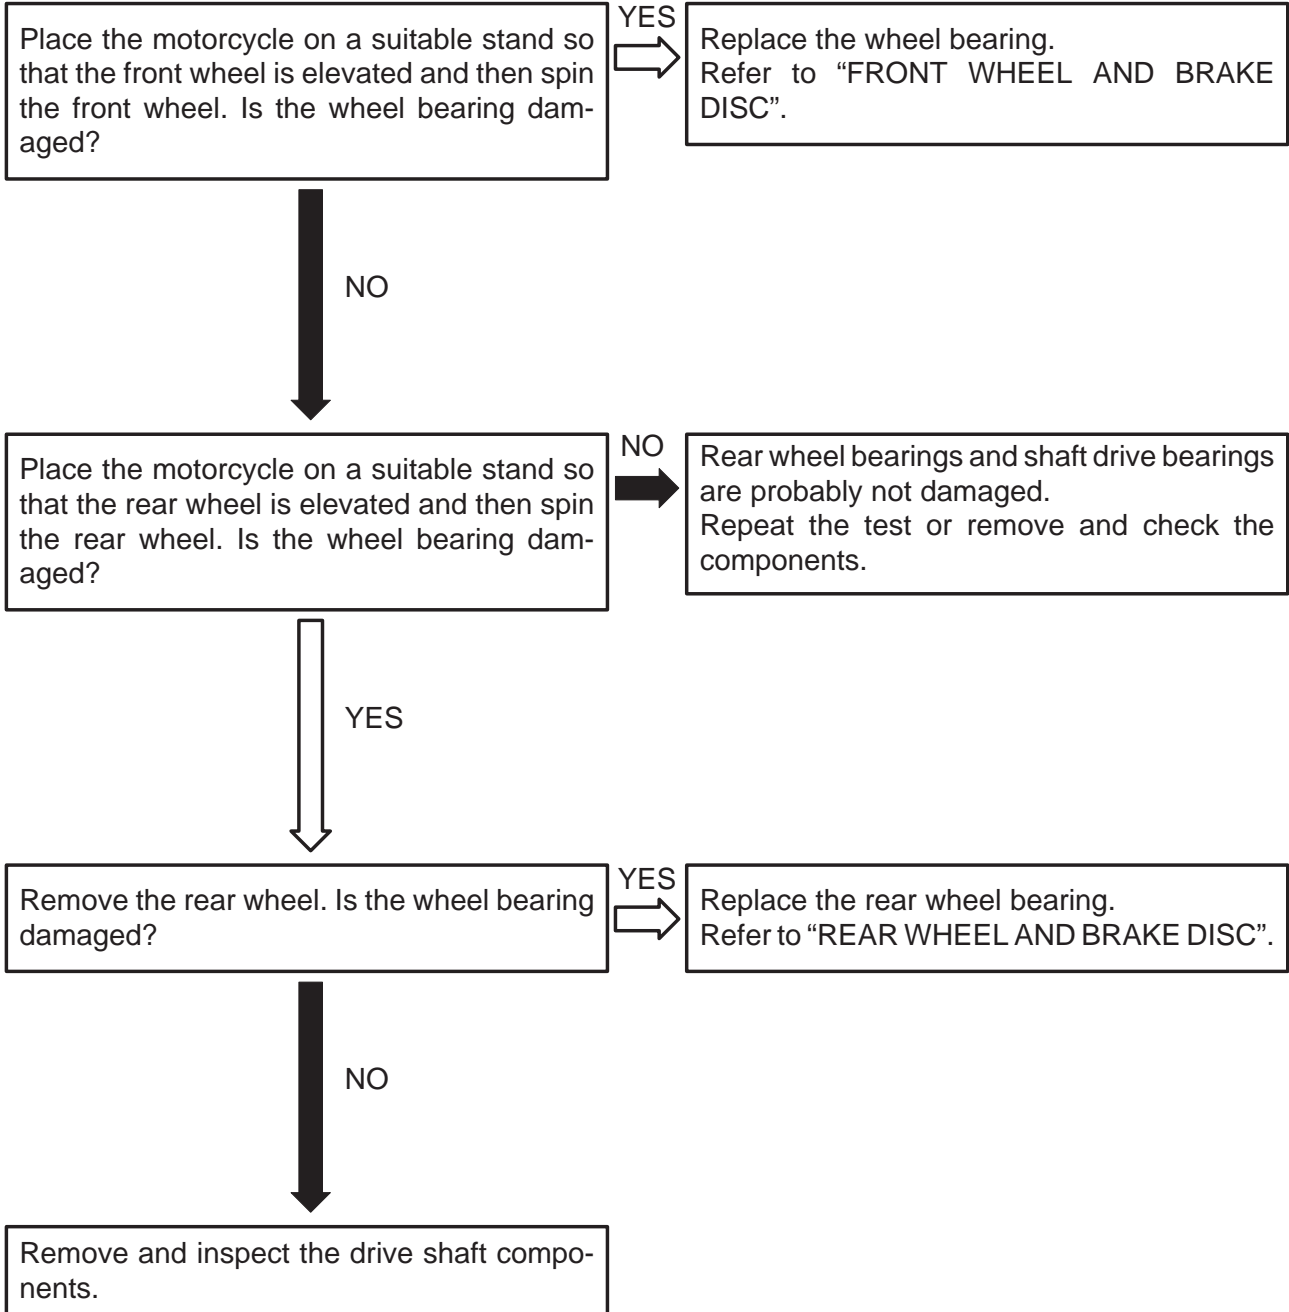 Place the motorcycle on a suitable stand so
that the front wheel is elevated and then spin
the front wheel. Is the wheel bearing dam-
aged?
YES
Replace the wheel bearing.
Refer to “FRONT WHEEL AND BRAKE
DISC”.
NO
Place the motorcycle on a suitable stand so
that the rear wheel is elevated and then spin
the rear wheel. Is the wheel bearing dam-
aged?
NO
Rear wheel bearings and shaft drive bearings
are probably not damaged.
Repeat the test or remove and check the
components.
YES
Remove the rear wheel. Is the wheel bearing
damaged?
YES
Replace the rear wheel bearing.
Refer to “REAR WHEEL AND BRAKE DISC”.
NO
Remove and inspect the drive shaft compo-
nents.